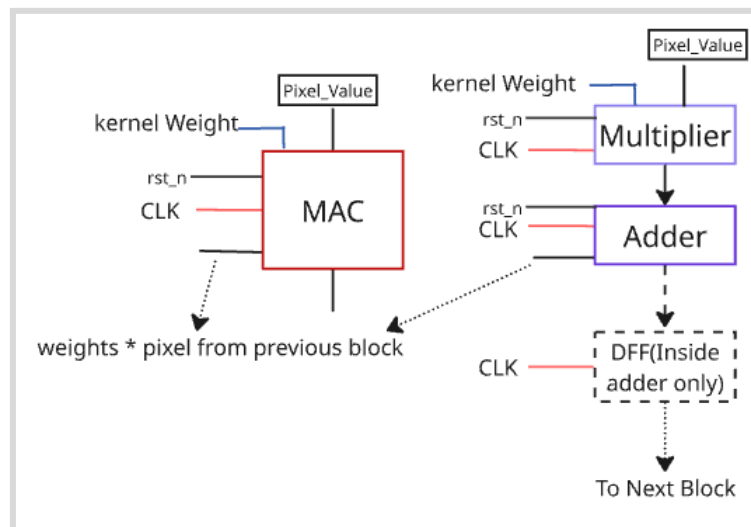 Pixel_Value
kernel Weight
rst_n
CLK
MAC
weights * pixel from previous block
Pixel_Value
kernel Weight
rst_n
CLK
Multiplier
rst_n
CLK
Adder
CLK
DFF(Inside
adder only)
To Next Block